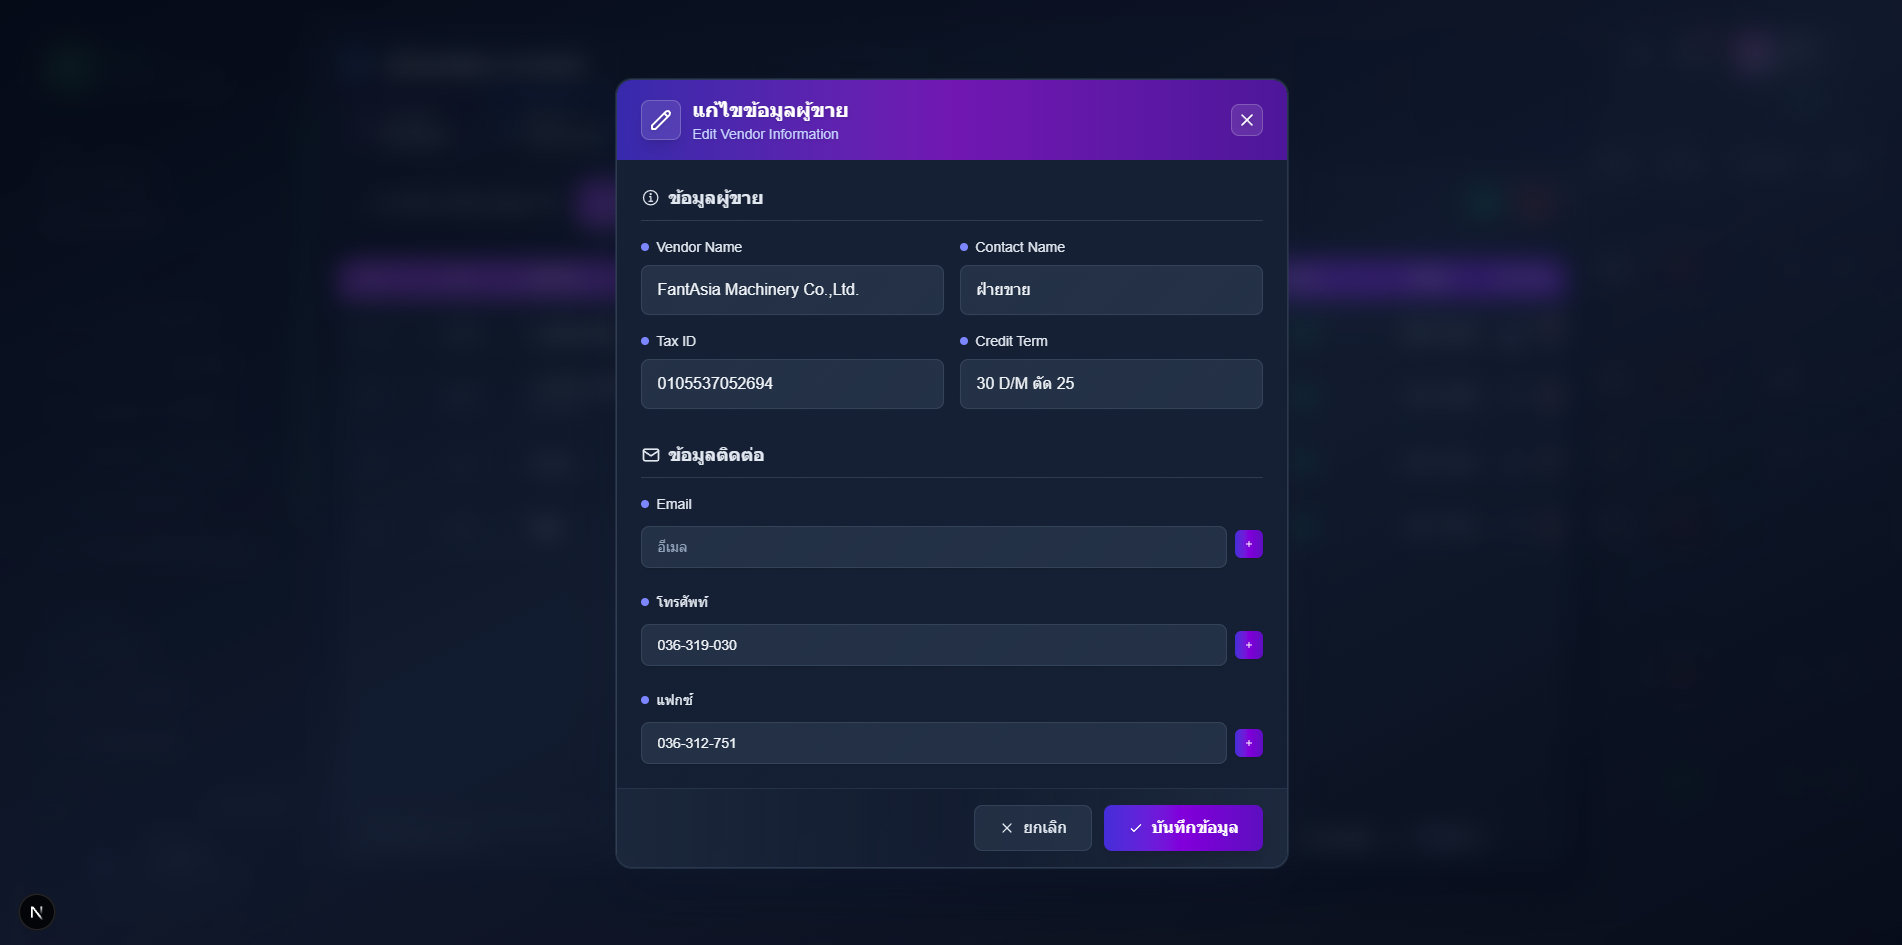 แก้ไขข้อมูลผู้ขาย
Edit Vendor Information
ข้อมูลผู้ขาย
Vendor Name
Contact Name
FantAsia Machinery Co.,Ltd.
ฝ่ายขาย
Tax ID
Credit Term
0105537052694
30 D/M ตัด 25
ข้อมูลติดต่อ
Email
อีเมล
+
โทรศัพท์
036-319-030
+
แฟกซ์
036-312-751
+
ยกเลิก
บันทึกข้อมูล
N